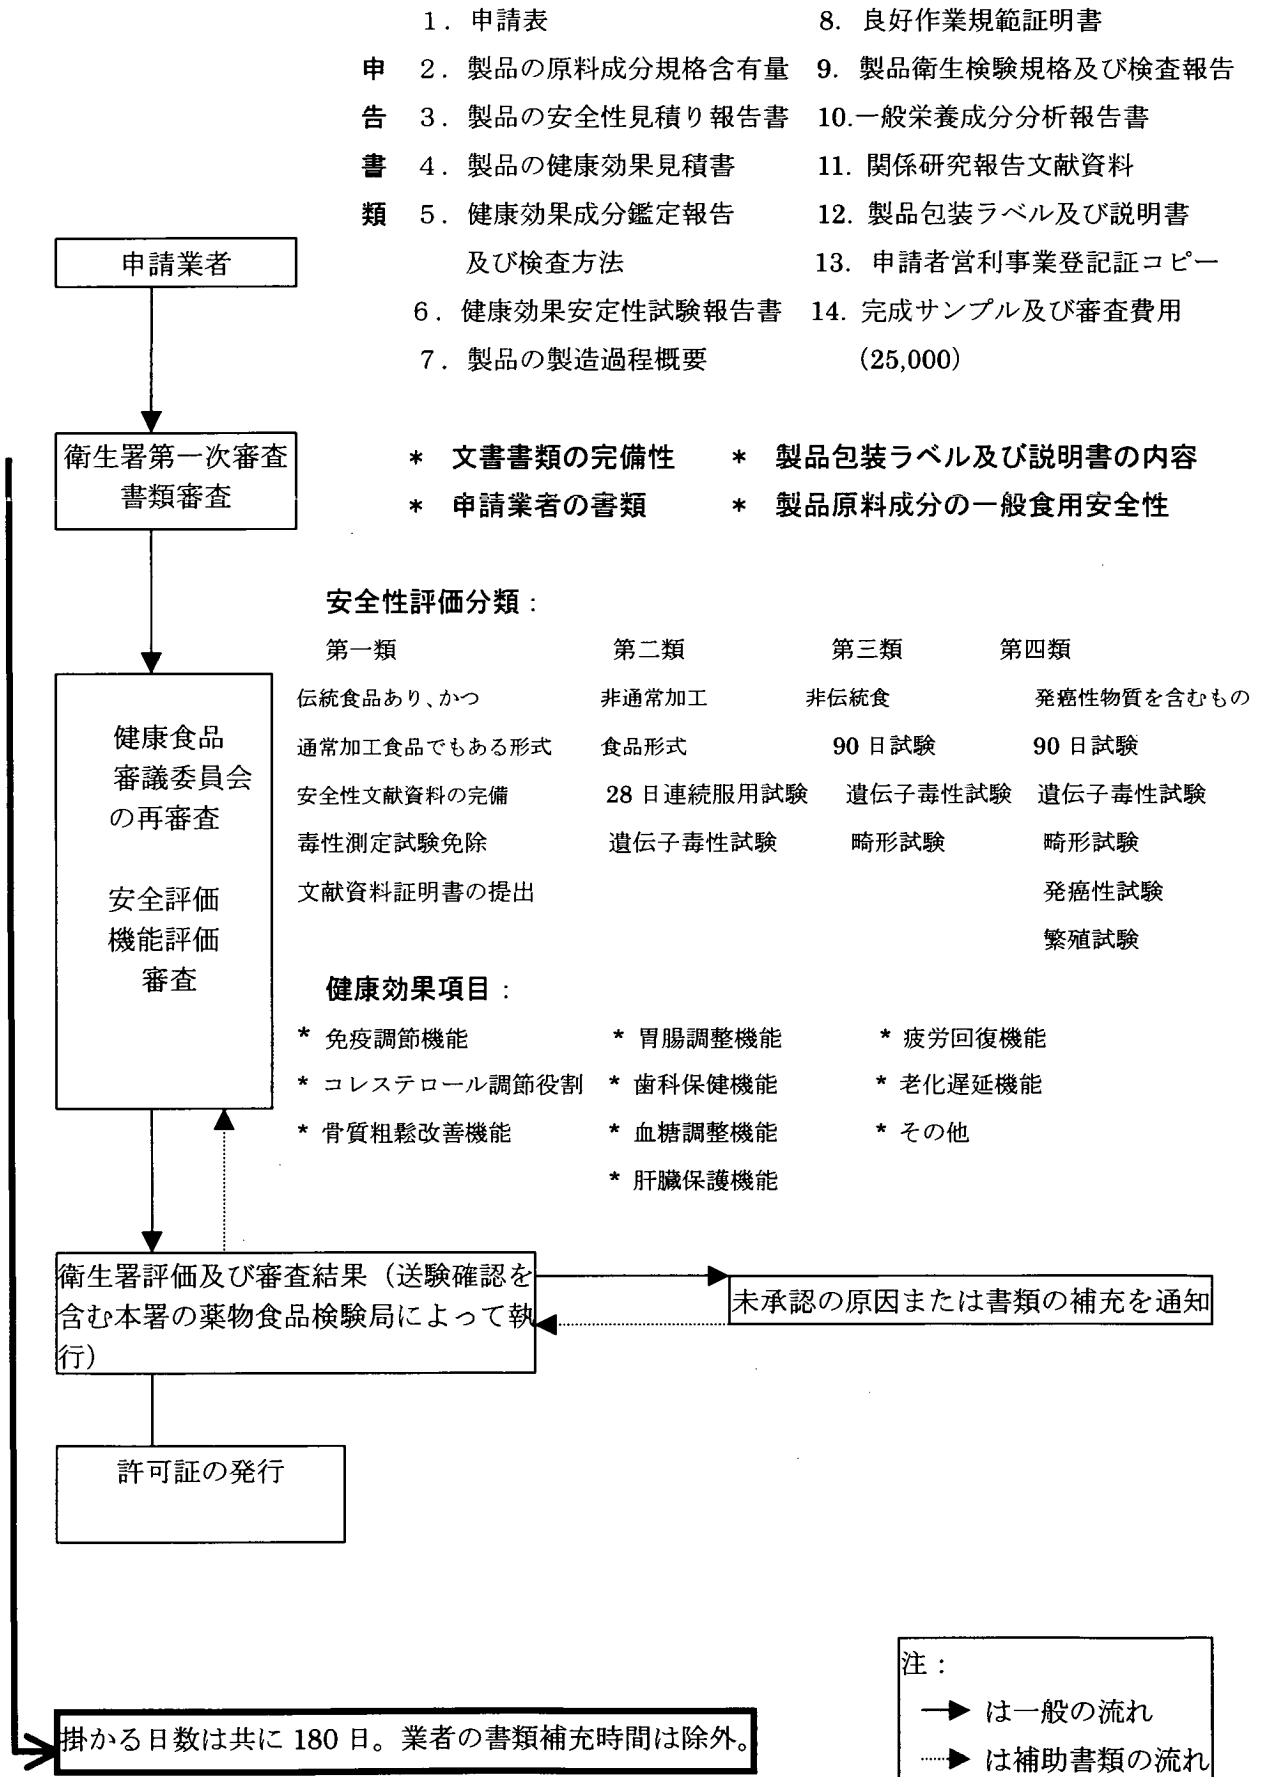 申告書類
1．申請表
2．製品の原料成分規格含有量
3．製品の安全性見積り報告書
4．製品の健康効果見積書
5．健康効果成分鑑定報告
及び検査方法
6．健康効果安定性試験報告書
7．製品の製造過程概要
8. 良好作業規範証明書
9. 製品衛生検験規格及び検査報告
10.一般栄養成分分析報告書
11. 関係研究報告文献資料
12. 製品包装ラベル及び説明書
13. 申請者営利事業登記証コピー
14. 完成サンプル及び審査費用
(25,000)
申請業者
衛生署第一次審査
書類審査
* 文書書類の完備性 * 製品包装ラベル及び説明書の内容
* 申請業者の書類 * 製品原料成分の一般食用安全性
健康食品
審議委員会
の再審査
安全評価
機能評価
審査
安全性評価分類：
第一類 第二類 第三類 第四類
伝統食品あり、かつ 非通常加工 非伝統食 発癌性物質を含むもの
通常加工食品でもある形式 食品形式 90 日試験 90 日試験
安全性文献資料の完備 28 日連続服用試験 遺伝子毒性試験 遺伝子毒性試験
毒性測定試験免除 遺伝子毒性試験 畸形試験 畸形試験
文献資料証明書の提出 発癌性試験
繁殖試験
健康効果項目：
* 免疫調節機能 * 胃腸調整機能 * 疲労回復機能
* コレステロール調節役割 * 歯科保健機能 * 老化遅延機能
* 骨質粗鬆改善機能 * 血糖調整機能 * その他
* 肝臓保護機能
衛生署評価及び審査結果（送験確認を
含む本署の薬物食品検験局によって執
行）
未承認の原因または書類の補充を通知
許可証の発行
掛かる日数は共に 180 日。業者の書類補充時間は除外。
注：
は一般の流れ
は補助書類の流れ